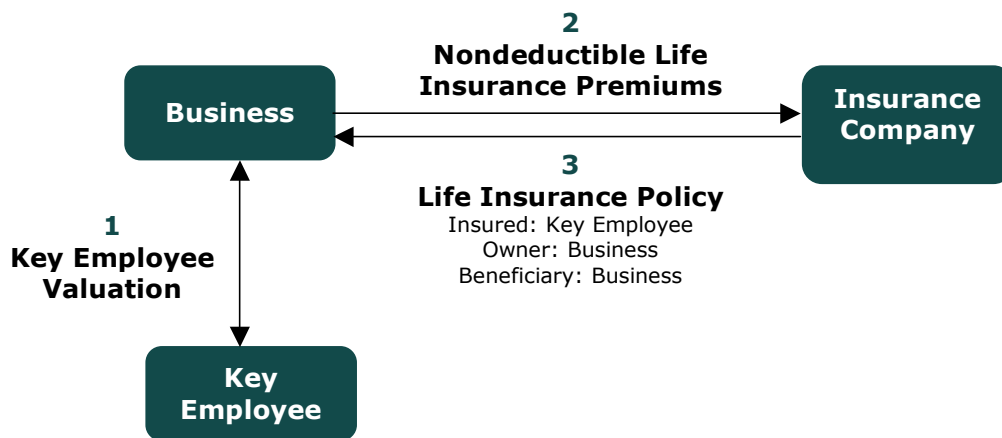 2
Nondeductible Life
Insurance Premiums
Business
Insurance
Company
3
Life Insurance Policy
Insured: Key Employee
Owner: Business
Beneficiary: Business
1
Key Employee
Valuation
Key
Employee